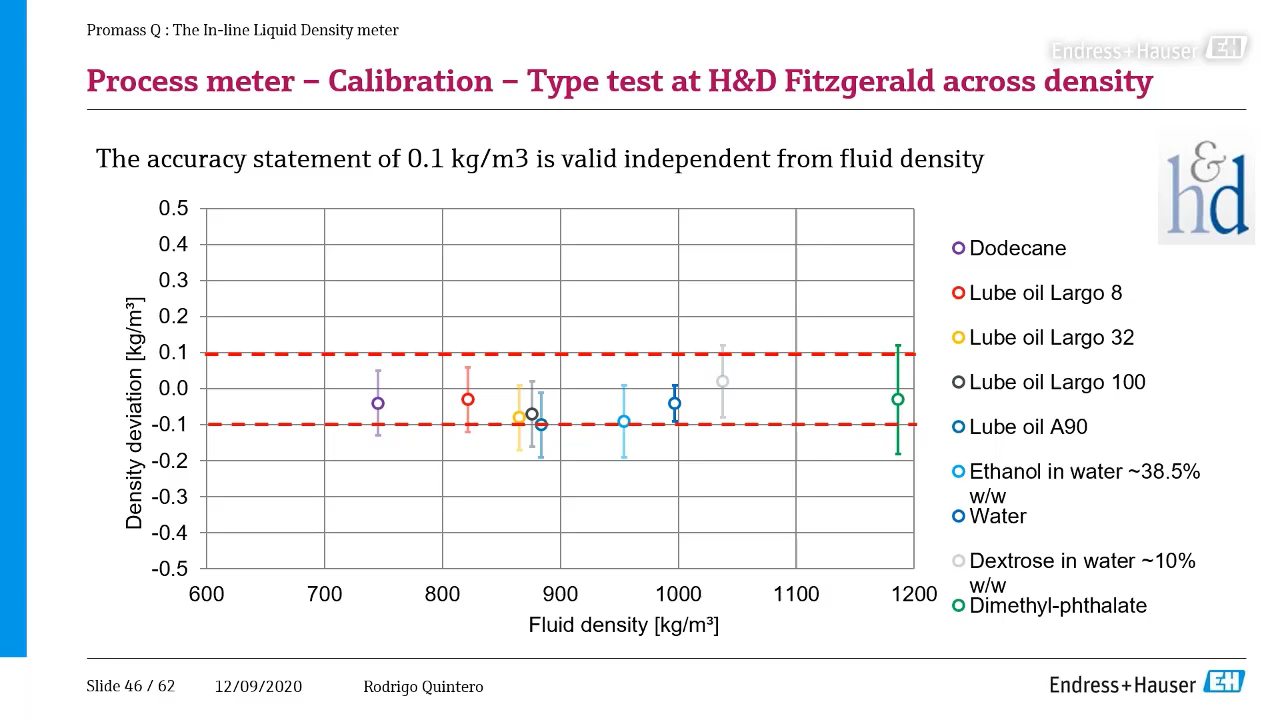 Promass Q : The In-line Liquid Density meter
Endress+Hauser EH
Process meter – Calibration – Type test at H&D Fitzgerald across density
The accuracy statement of 0.1 kg/m3 is valid independent from fluid density
h&d
0.5
0.4
0.3
0.2
0.1
0.0
-0.1
-0.2
-0.3
-0.4
-0.5
Density deviation [kg/m³]
600 700 800 900 1000 1100 1200
Fluid density [kg/m³]
Dodecane
Lube oil Largo 8
Lube oil Largo 32
Lube oil Largo 100
Lube oil A90
Ethanol in water ~38.5%
w/w
Water
Dextrose in water ~10%
w/w
Dimethyl-phthalate
Slide 46 / 62 12/09/2020 Rodrigo Quintero
Endress+Hauser EH